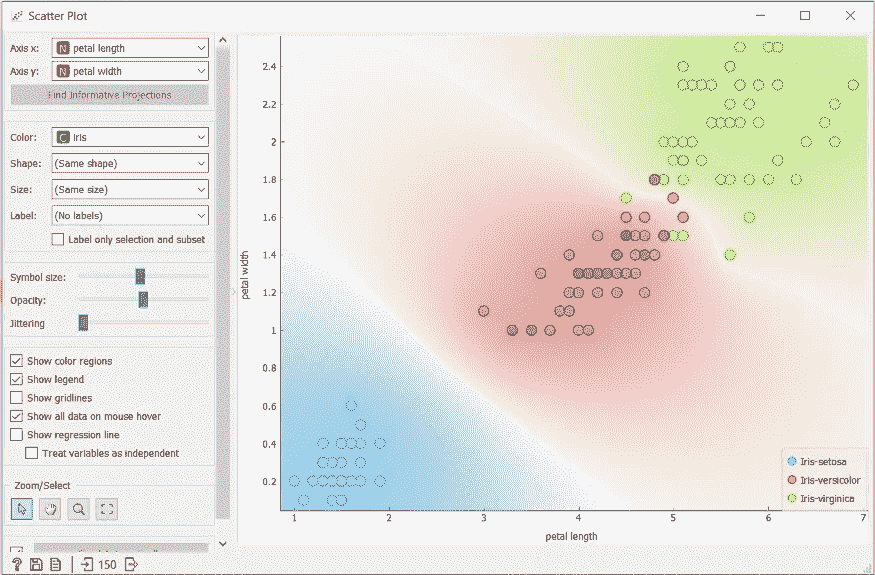 Scatter Plot
Axis x: N petal length
Axis y: N petal width
Find Informative Projections
Color: C iris
Shape: (Same shape)
Size: (Same size)
Label: (No labels)
Label only selection and subset
Symbol size:
Opacity:
Jittering
Show color regions
Show legend
Show gridlines
Show all data on mouse hover
Show regression line
Treat variables as independent
Zoom/Select
? 150
petal width
2.4
2.2
2
1.8
1.6
1.4
1.2
1
0.8
0.6
0.4
0.2
1 2 3 4 5 6 7
petal length
Iris-setosa
Iris-versicolor
Iris-virginica